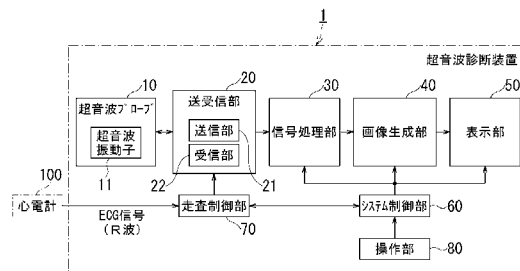 1
超音波診断装置
10
超音波プローブ
超音波
振動子
11
20
送受信部
送信部
受信部
22
21
30
信号処理部
40
画像生成部
50
表示部
100
心電計
ECG信号
(R波)
走査制御部
70
システム制御部
60
操作部
80